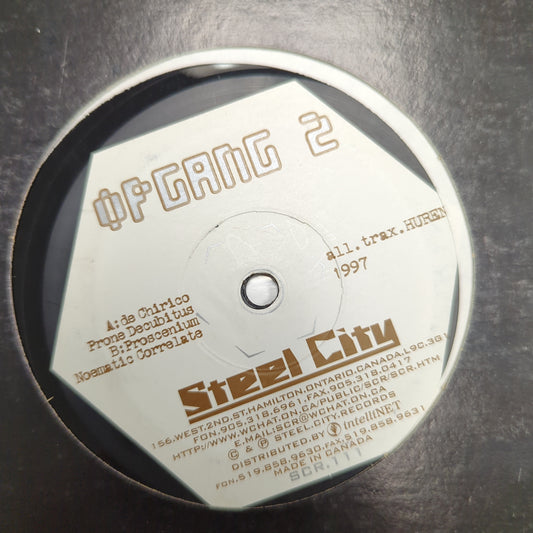 OFGANG 2
all.trax.HUREN
1997
A:de Chirico
Prone Decubitus
B:Proscenium
Noematic Correlate
Steel City
156.WEST.2ND.ST.HAMILTON.ONTARIO.CANADA.L9C.3G1
FON.905.318.6961.FAX.905.318.0417
HTTP://WWW.WCHAT.ON.CA/PUBLIC/SCR/SCR.HTM
E.MAIL:SCR@WCHAT.ON.CA
© & ℗ STEEL.CITY.RECORDS
DISTRIBUTED.BY intelliNET
FON.519.858.9630.FAX.519.858.9631
MADE IN CANADA
SCR.111